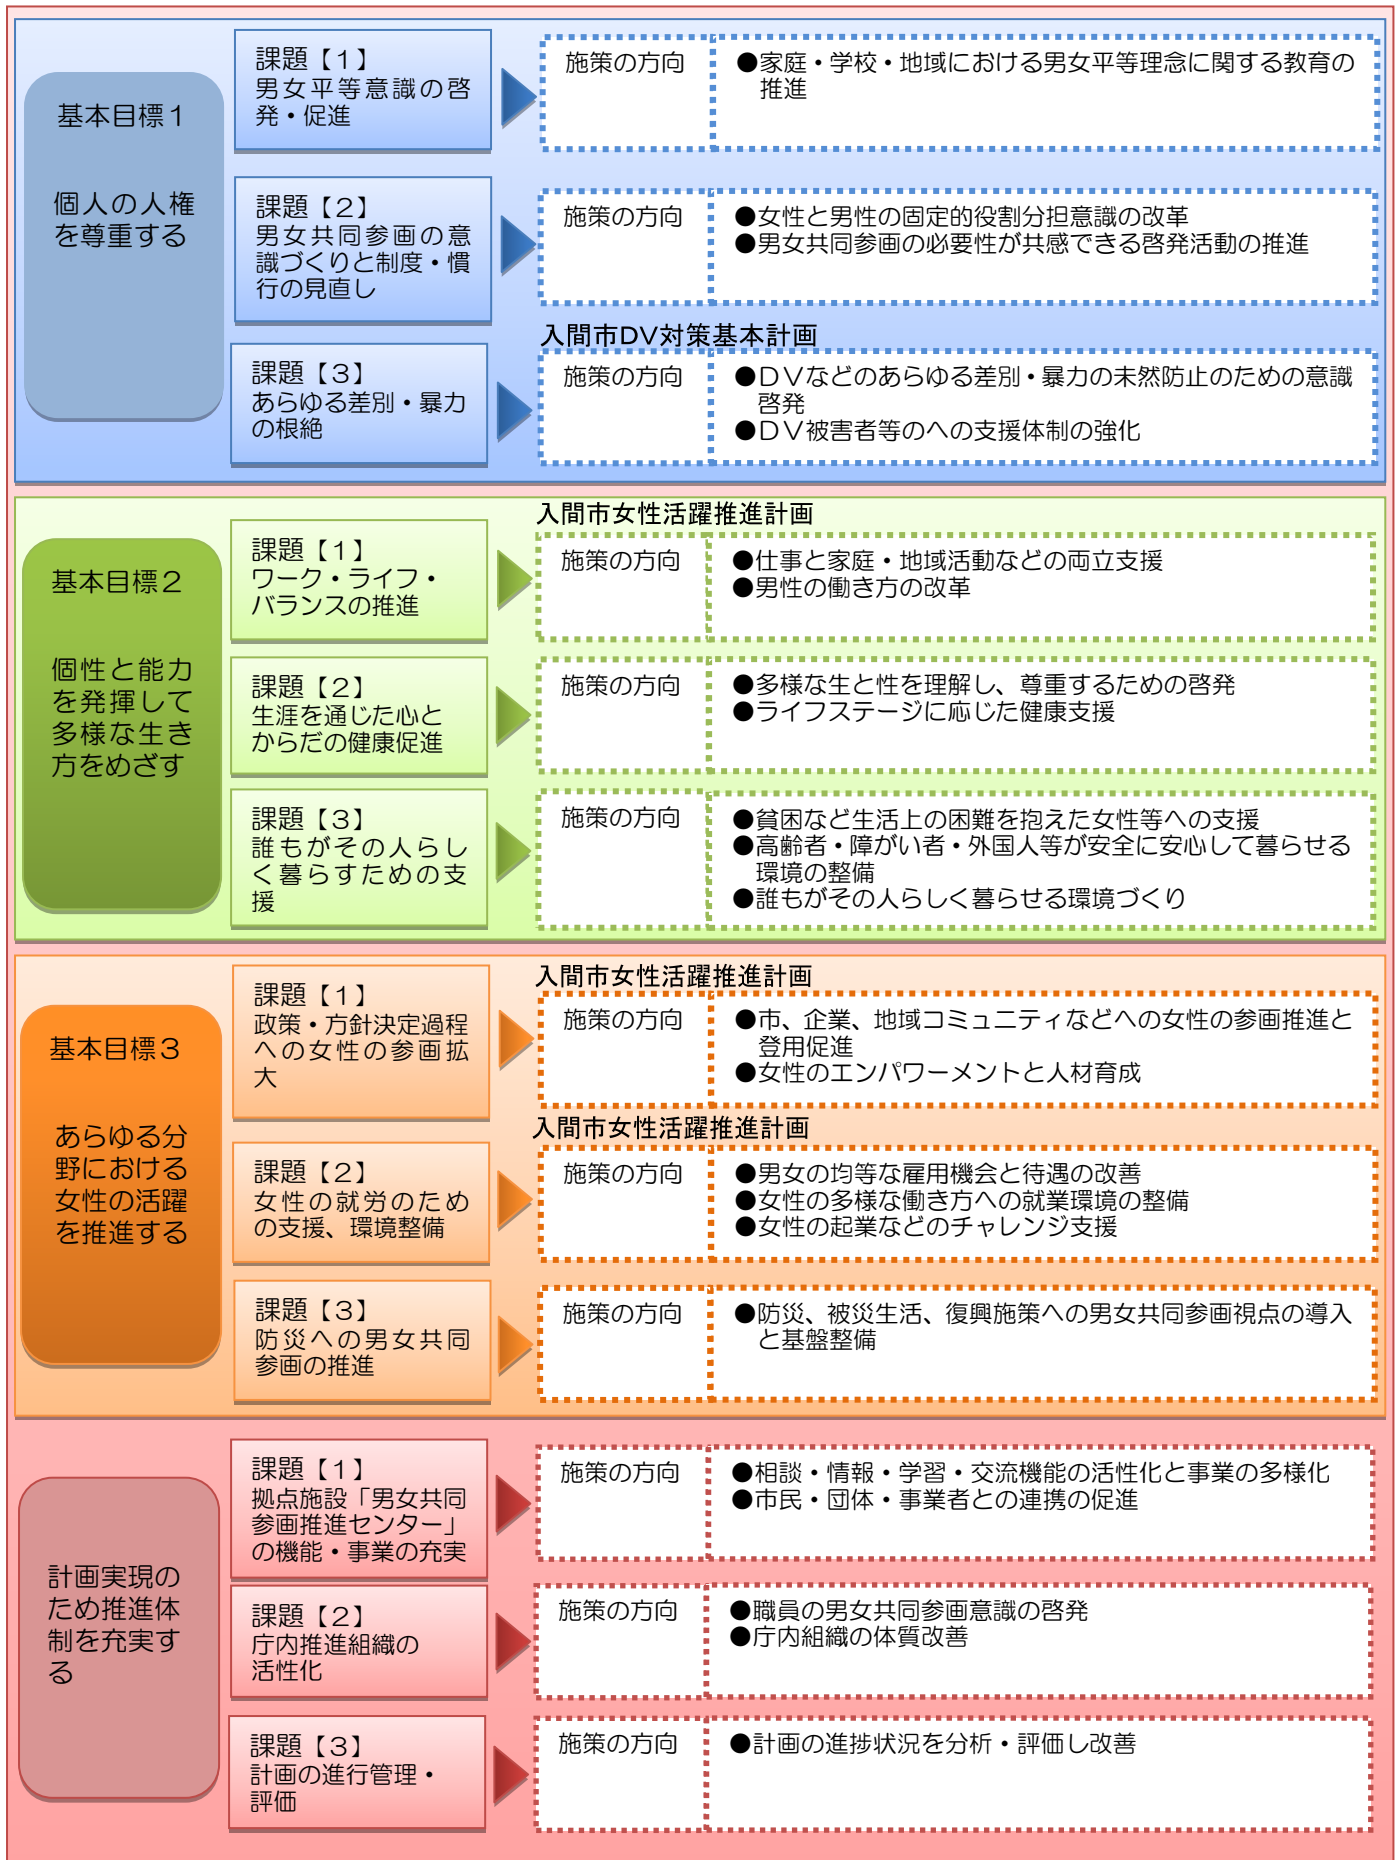 基本目標１
個人の人権
を尊重する
課題【１】
男女平等意識の啓
発・促進
施策の方向
●家庭・学校・地域における男女平等理念に関する教育の
推進
課題【２】
男女共同参画の意
識づくりと制度・慣
行の見直し
施策の方向
●女性と男性の固定的役割分担意識の改革
●男女共同参画の必要性が共感できる啓発活動の推進
入間市DV対策基本計画
課題【３】
あらゆる差別・暴力
の根絶
施策の方向
●ＤＶなどのあらゆる差別・暴力の未然防止のための意識
啓発
●ＤＶ被害者等のへの支援体制の強化
基本目標２
個性と能力
を発揮して
多様な生き
方をめざす
入間市女性活躍推進計画
課題【１】
ワーク・ライフ・
バランスの推進
施策の方向
●仕事と家庭・地域活動などの両立支援
●男性の働き方の改革
課題【２】
生涯を通じた心と
からだの健康促進
施策の方向
●多様な生と性を理解し、尊重するための啓発
●ライフステージに応じた健康支援
課題【３】
誰もがその人らし
く暮らすための支
援
施策の方向
●貧困など生活上の困難を抱えた女性等への支援
●高齢者・障がい者・外国人等が安全に安心して暮らせる
環境の整備
●誰もがその人らしく暮らせる環境づくり
基本目標３
あらゆる分
野における
女性の活躍
を推進する
入間市女性活躍推進計画
課題【１】
政策・方針決定過程
への女性の参画拡
大
施策の方向
●市、企業、地域コミュニティなどへの女性の参画推進と
登用促進
●女性のエンパワーメントと人材育成
入間市女性活躍推進計画
課題【２】
女性の就労のため
の支援、環境整備
施策の方向
●男女の均等な雇用機会と待遇の改善
●女性の多様な働き方への就業環境の整備
●女性の起業などのチャレンジ支援
課題【３】
防災への男女共同
参画の推進
施策の方向
●防災、被災生活、復興施策への男女共同参画視点の導入
と基盤整備
計画実現の
ため推進体
制を充実す
る
課題【１】
拠点施設「男女共同
参画推進センター」
の機能・事業の充実
施策の方向
●相談・情報・学習・交流機能の活性化と事業の多様化
●市民・団体・事業者との連携の促進
課題【２】
庁内推進組織の
活性化
施策の方向
●職員の男女共同参画意識の啓発
●庁内組織の体質改善
課題【３】
計画の進行管理・
評価
施策の方向
●計画の進捗状況を分析・評価し改善